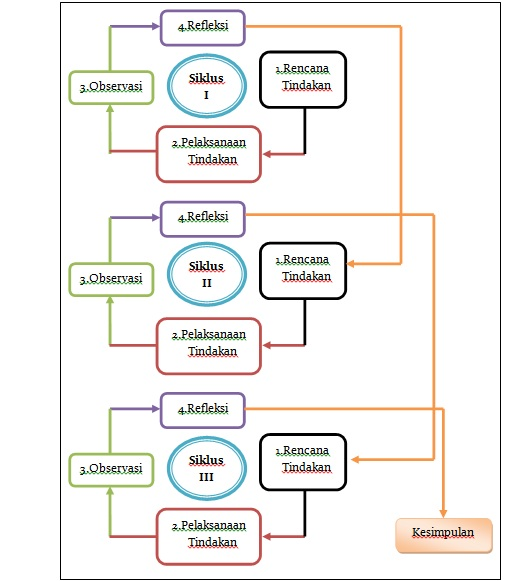 4.Refleksi
Siklus
I
1.Rencana
Tindakan
3.Observasi
2.Pelaksanaan
Tindakan
4.Refleksi
Siklus
II
1.Rencana
Tindakan
3.Observasi
2.Pelaksanaan
Tindakan
4.Refleksi
Siklus
III
1.Rencana
Tindakan
3.Observasi
2.Pelaksanaan
Tindakan
Kesimpulan